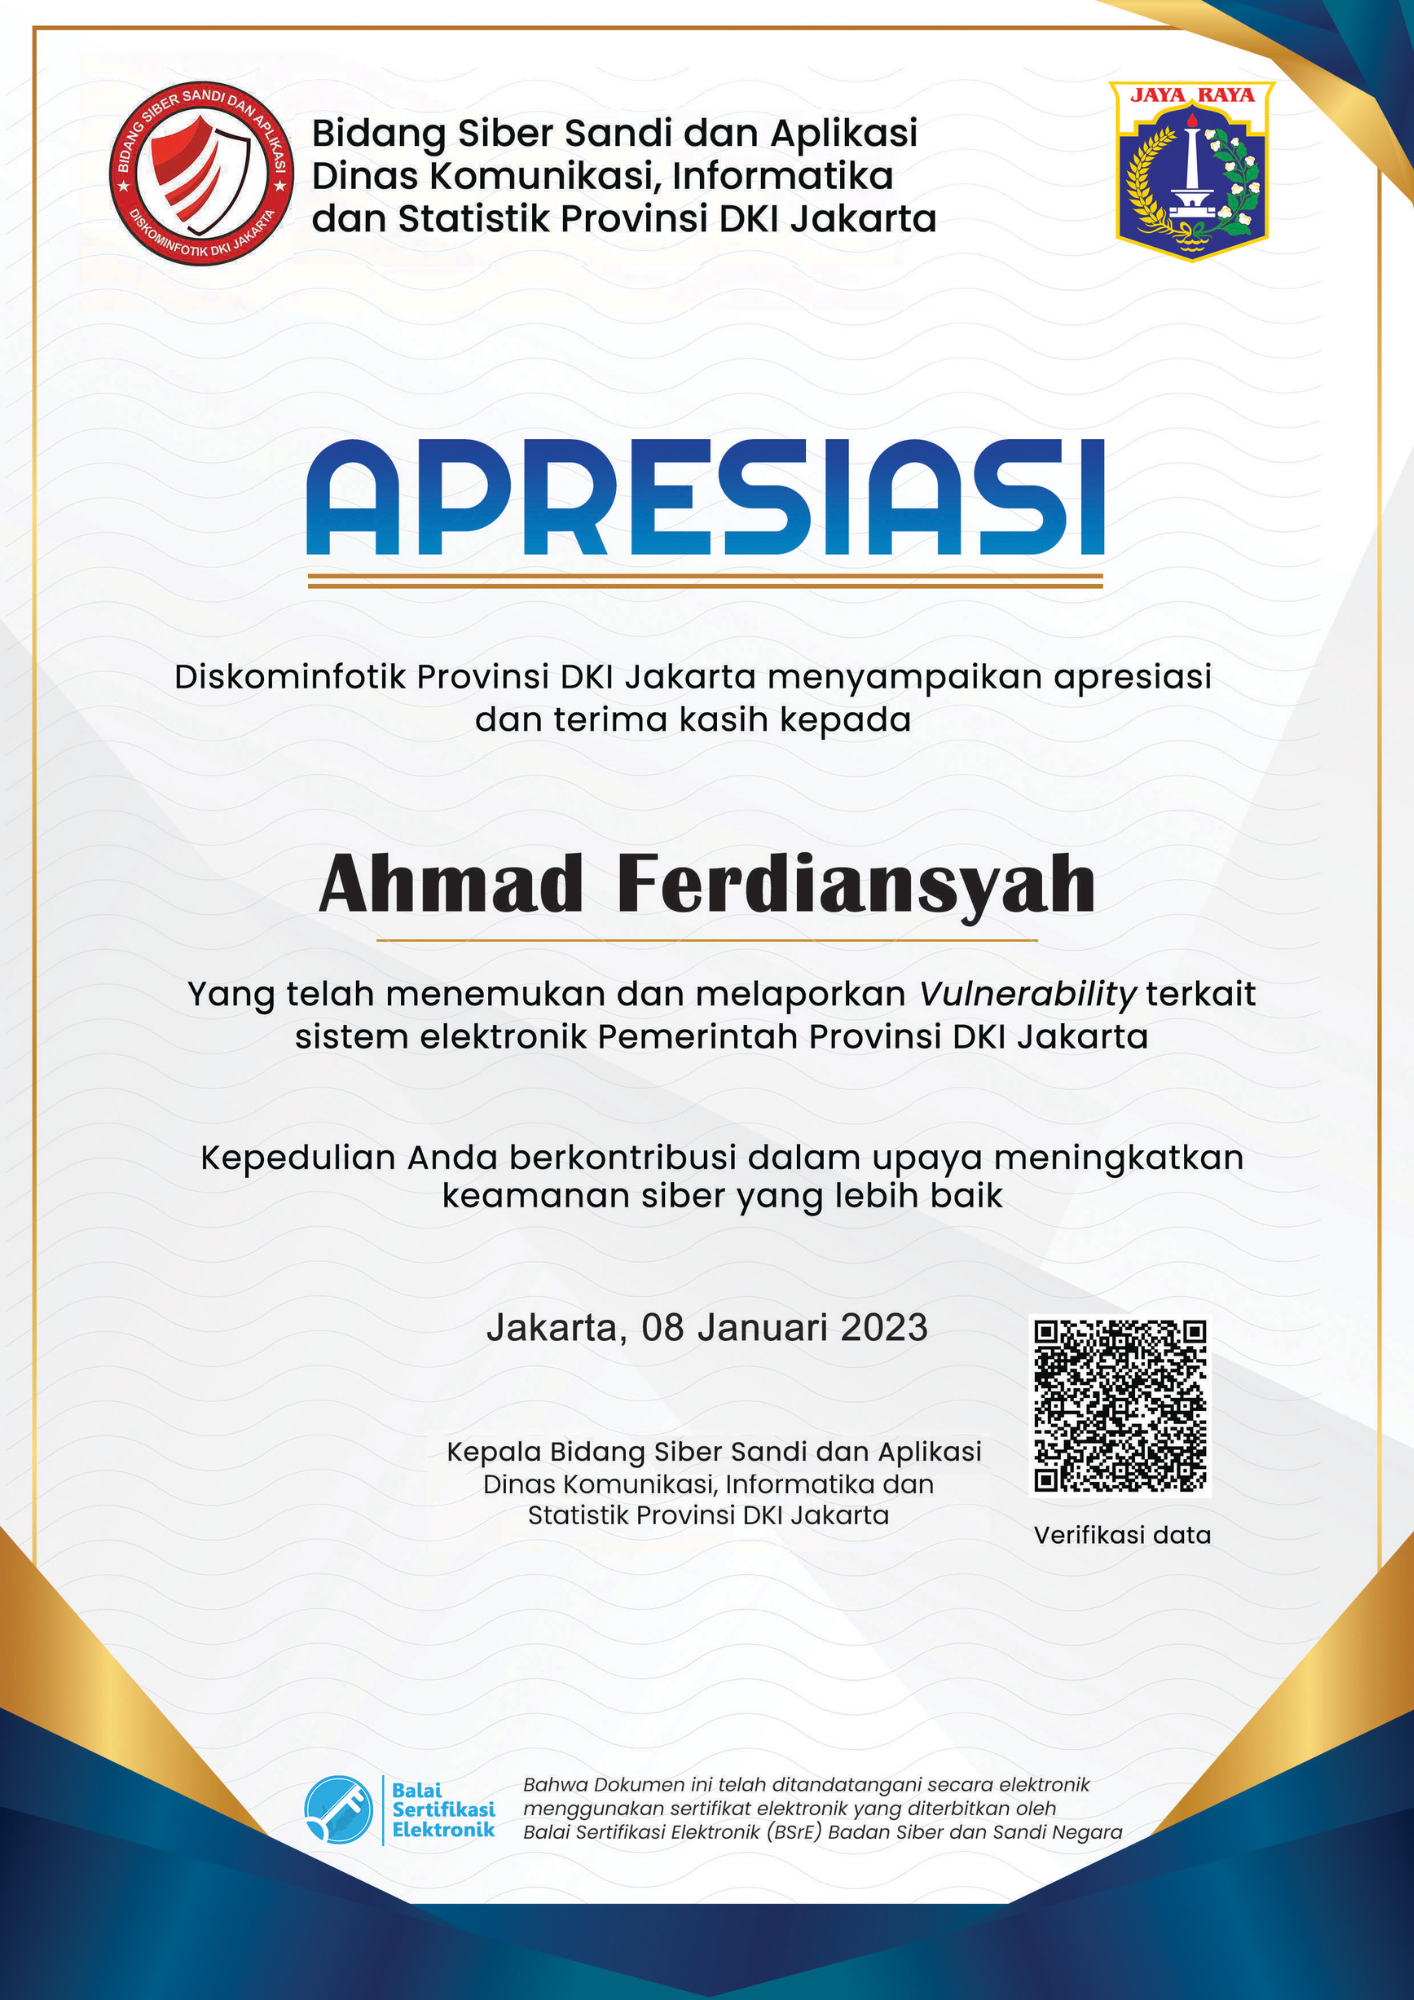 BIDANG SIBER SANDI DAN APLIKASI
DISKOMINFOTIK DKI JAKARTA
Bidang Siber Sandi dan Aplikasi
Dinas Komunikasi, Informatika
dan Statistik Provinsi DKI Jakarta
JAYA RAYA
APRESIASI
Diskominfotik Provinsi DKI Jakarta menyampaikan apresiasi
dan terima kasih kepada
Ahmad Ferdiansyah
Yang telah menemukan dan melaporkan Vulnerability terkait
sistem elektronik Pemerintah Provinsi DKI Jakarta
Kepedulian Anda berkontribusi dalam upaya meningkatkan
keamanan siber yang lebih baik
Jakarta, 08 Januari 2023
Kepala Bidang Siber Sandi dan Aplikasi
Dinas Komunikasi, Informatika dan
Statistik Provinsi DKI Jakarta
Verifikasi data
Balai
Sertifikasi
Elektronik
Bahwa Dokumen ini telah ditandatangani secara elektronik
menggunakan sertifikat elektronik yang diterbitkan oleh
Balai Sertifikasi Elektronik (BSrE) Badan Siber dan Sandi Negara